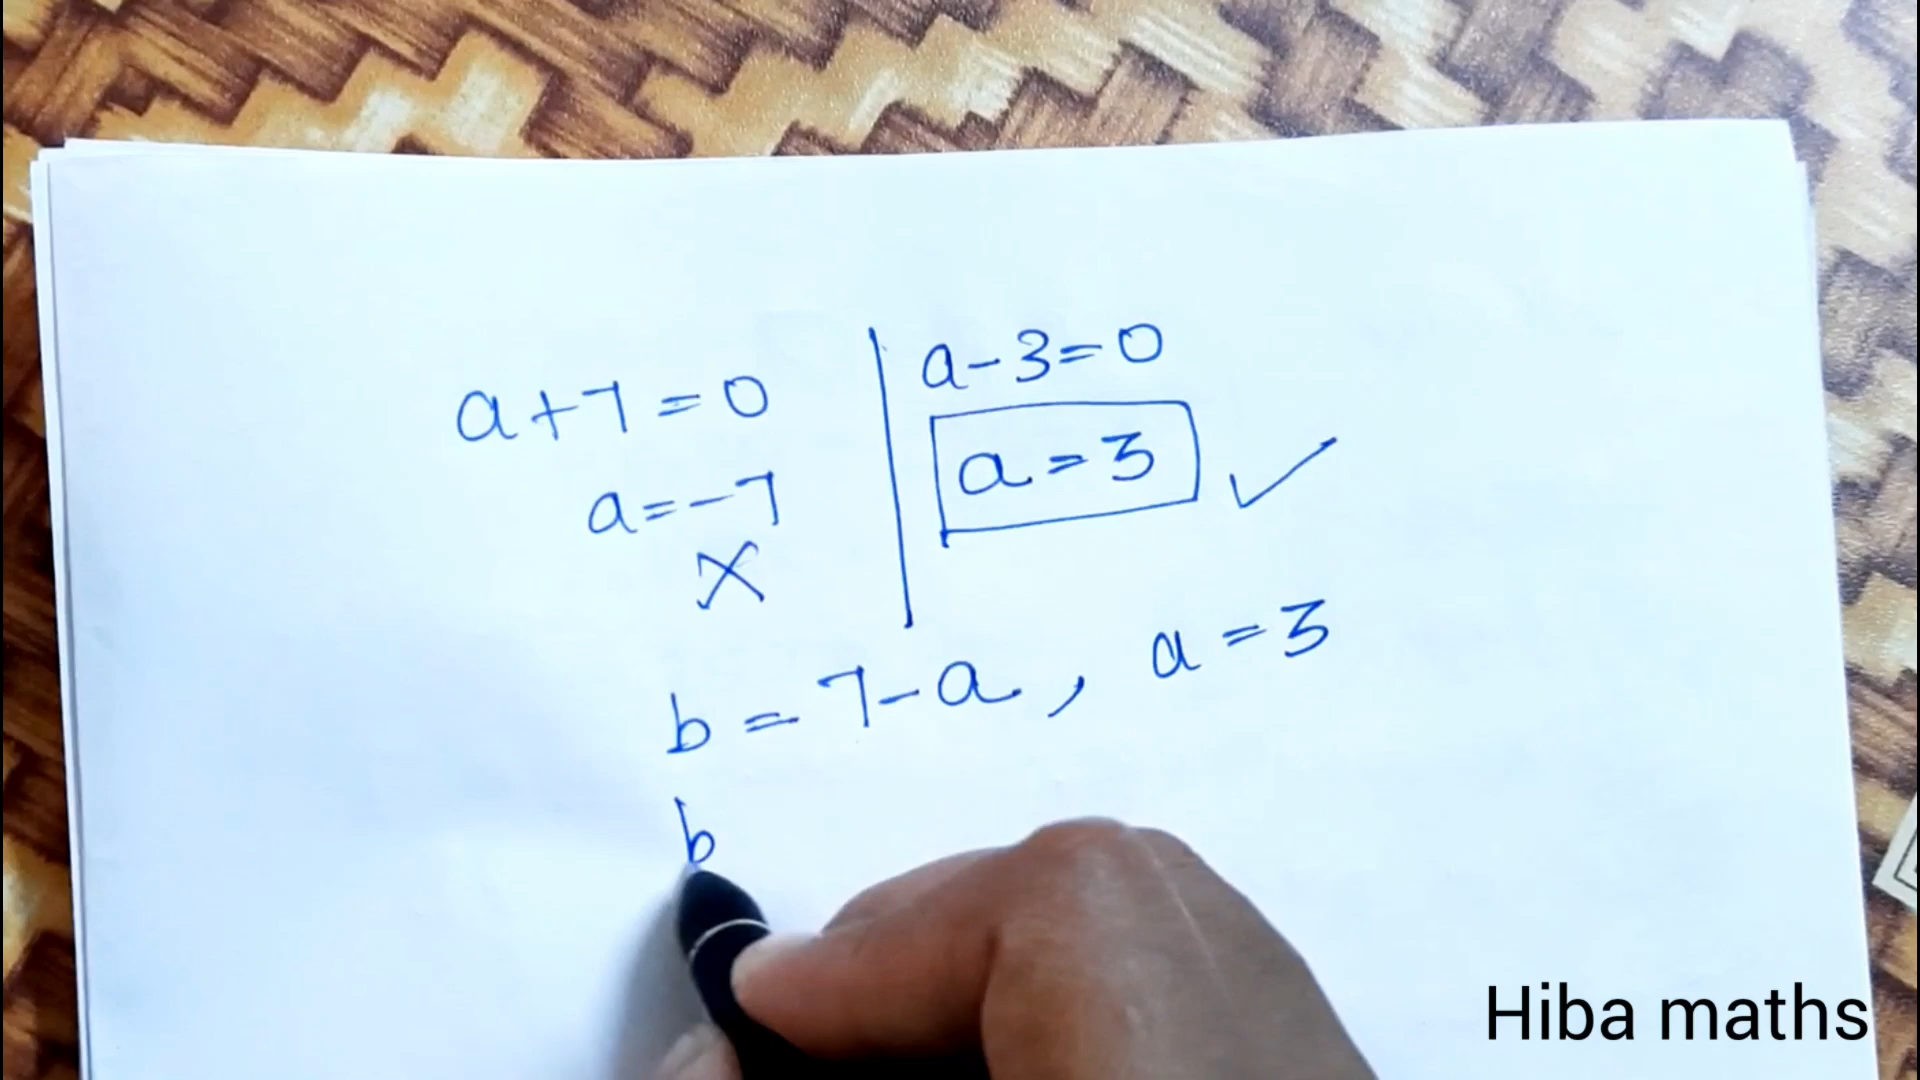 a+7=0
a=-7
X
a-3=0
a=3 ✓
b=7-a, a=3
b
Hiba maths